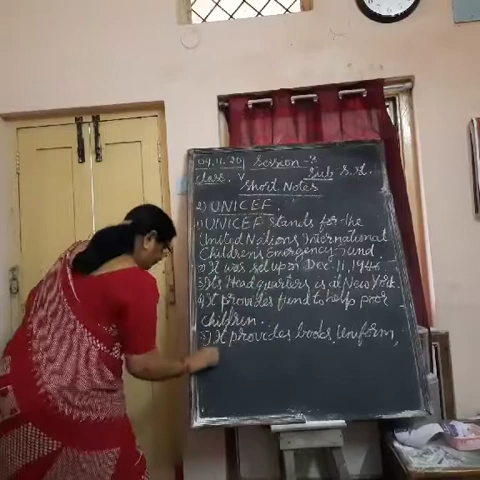 09.11.20 Session-3
Class. V Sub S.St.
Short Notes
2) UNICEF.
1) UNICEF stands for the
United Nations International
Children's Emergency Fund.
2) It was set up on Dec. 11, 1946
3) Its Headquarters is at New York.
4) It provides fund to help poor
children.
5) It provides books, Uniform,